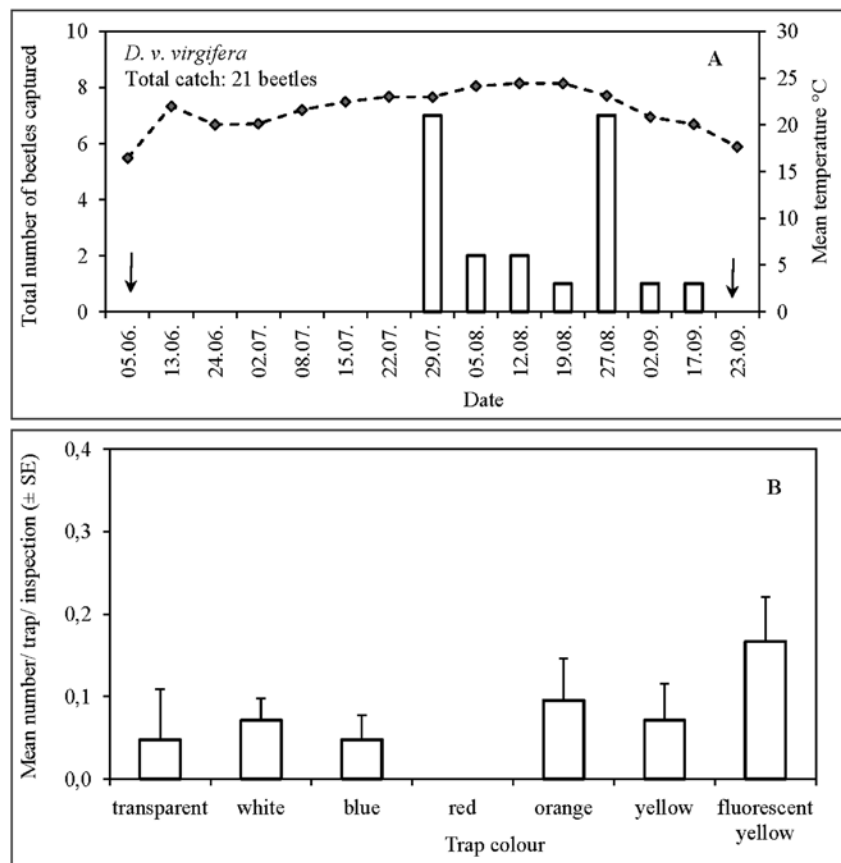 D. v. virgifera
Total catch: 21 beetles
A
Total number of beetles captured
10
8
6
4
2
0
Mean temperature °C
30
25
20
15
10
5
0
05.06.
13.06.
24.06.
02.07.
08.07.
15.07.
22.07.
29.07.
05.08.
12.08.
19.08.
27.08.
02.09.
17.09.
23.09.
Date
B
Mean number/ trap/ inspection (± SE)
0,4
0,3
0,2
0,1
0,0
transparent
white
blue
red
orange
yellow
fluorescent
yellow
Trap colour